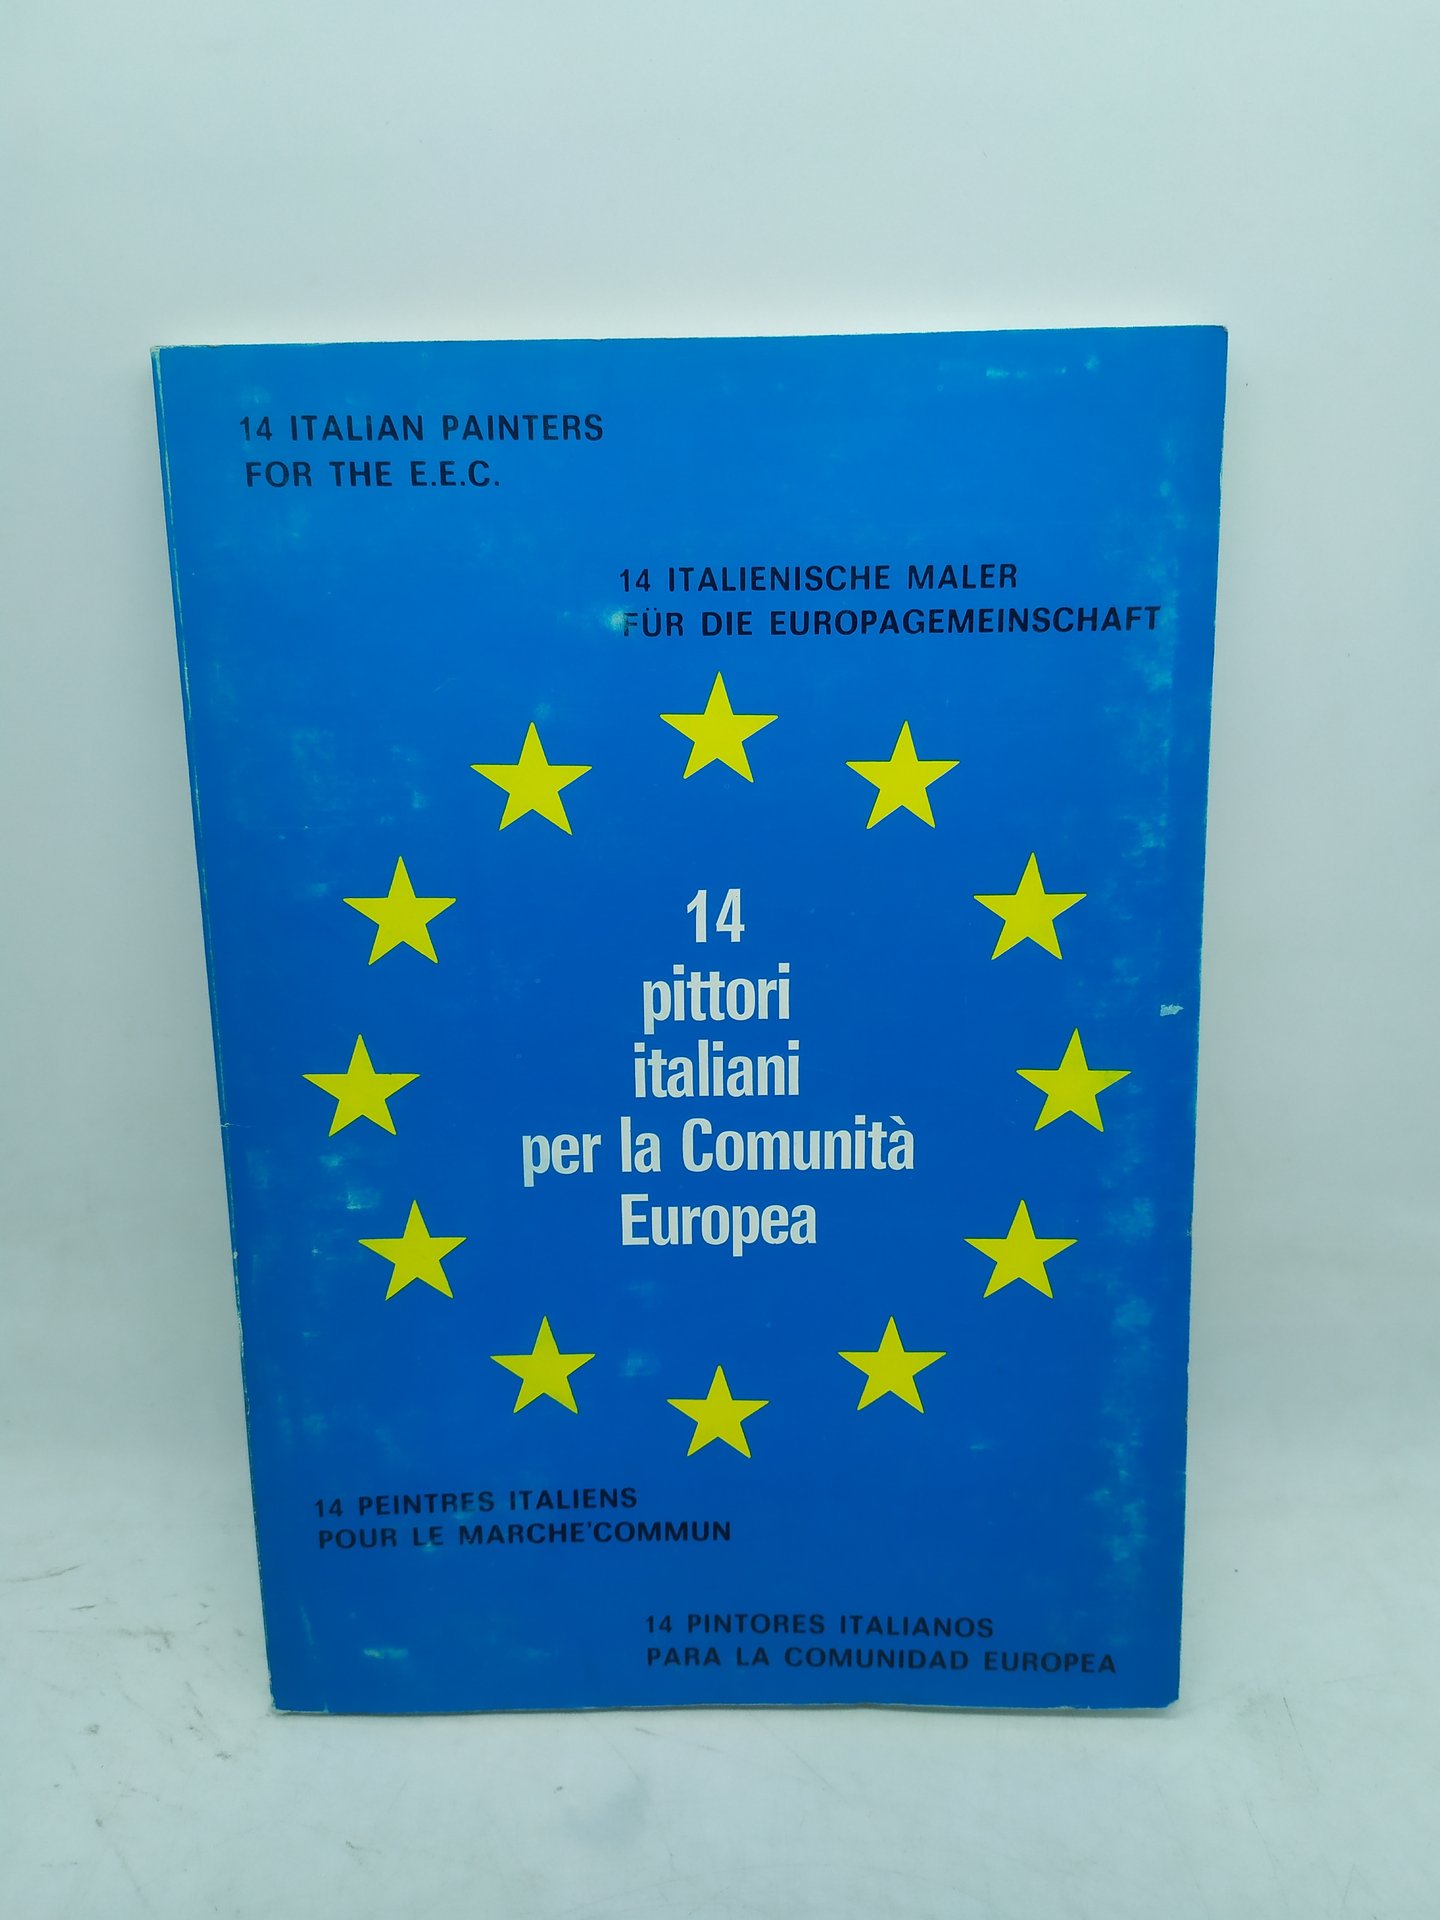 14 ITALIAN PAINTERS
FOR THE E.E.C.
14 ITALIENISCHE MALER
FÜR DIE EUROPAGEMEINSCHAFT
14
pittori
italiani
per la Comunità
Europea
14 PEINTRES ITALIENS
POUR LE MARCHE'COMMUN
14 PINTORES ITALIANOS
PARA LA COMUNIDAD EUROPEA